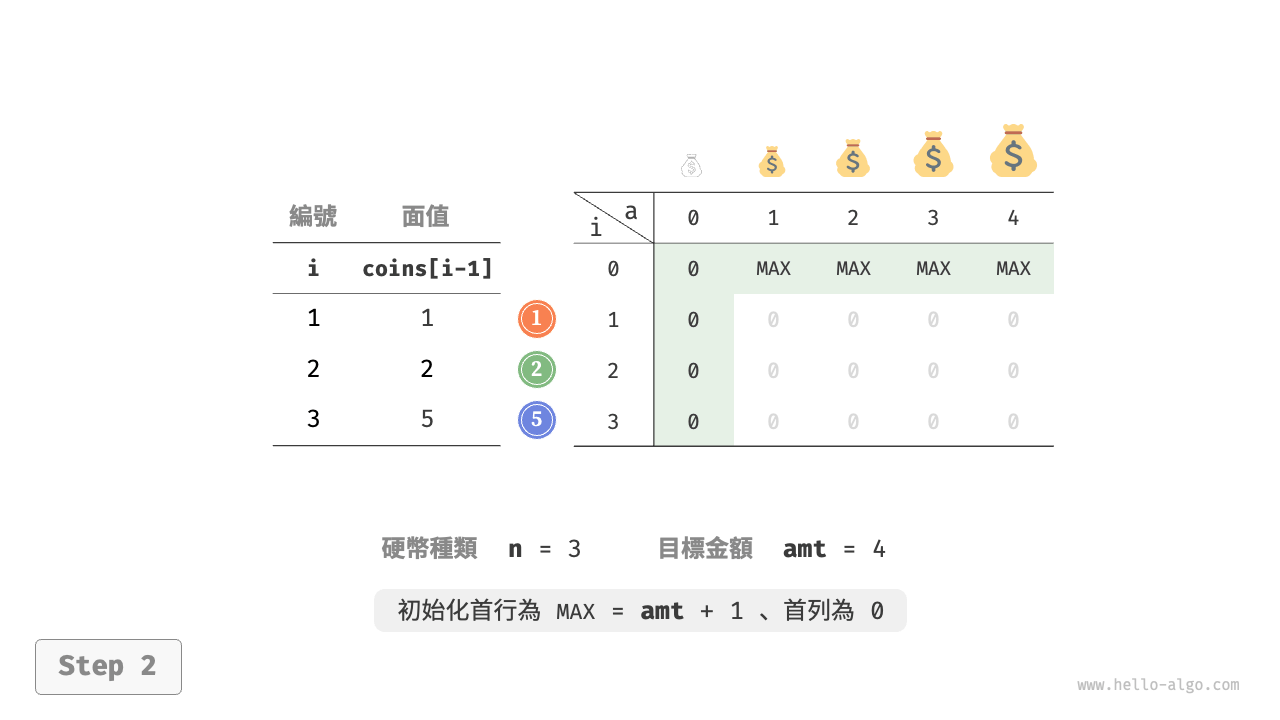 編號 面值
i coins[i-1]
1 1
2 2
3 5
1
2
5
$ $ $ $ $
a
i
0 1 2 3 4
0 0 MAX MAX MAX MAX
1 0 0 0 0 0
2 0 0 0 0 0
3 0 0 0 0 0
硬幣種類 n = 3 目標金額 amt = 4
初始化首行為 MAX = amt + 1 、首列為 0
Step 2
www.hello-algo.com